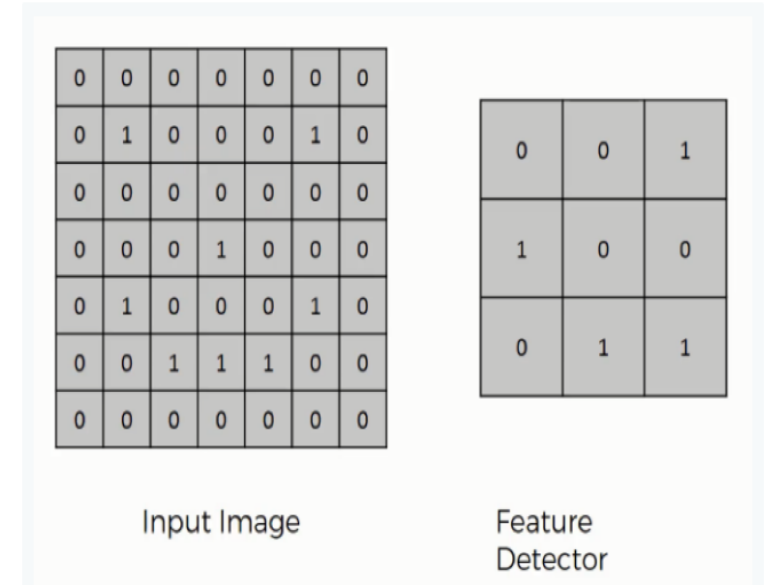 0 0 0 0 0 0 0
0 1 0 0 0 1 0
0 0 0 0 0 0 0
0 0 0 1 0 0 0
0 1 0 0 0 1 0
0 0 1 1 1 0 0
0 0 0 0 0 0 0
Input Image
0 0 1
1 0 0
0 1 1
Feature
Detector